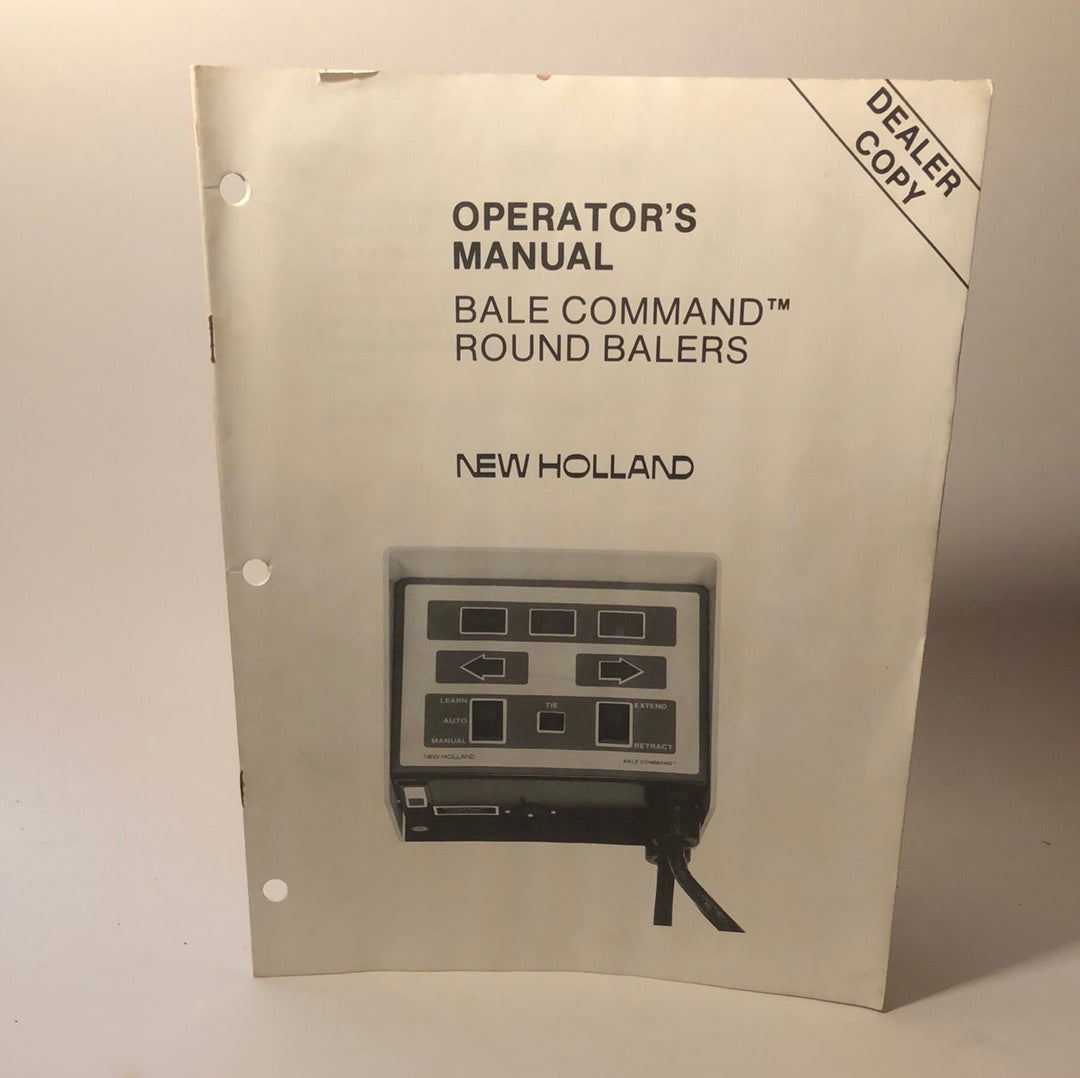 DEALER
COPY
OPERATOR'S
MANUAL
BALE COMMAND™
ROUND BALERS
NEW HOLLAND
LEARN
TIE
EXTEND
AUTO
MANUAL
RETRACT
NEW HOLLAND
BALE COMMAND™